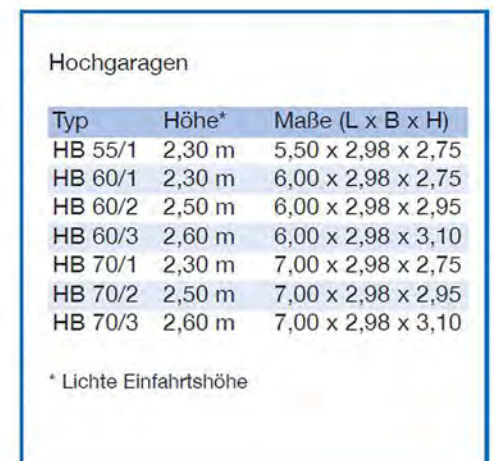 Hochgaragen
Typ Höhe* Maße (L x B x H)
HB 55/1 2,30 m 5,50 x 2,98 x 2,75
HB 60/1 2,30 m 6,00 x 2,98 x 2,75
HB 60/2 2,50 m 6,00 x 2,98 x 2,95
HB 60/3 2,60 m 6,00 x 2,98 x 3,10
HB 70/1 2,30 m 7,00 x 2,98 x 2,75
HB 70/2 2,50 m 7,00 x 2,98 x 2,95
HB 70/3 2,60 m 7,00 x 2,98 x 3,10
* Lichte Einfahrtshöhe